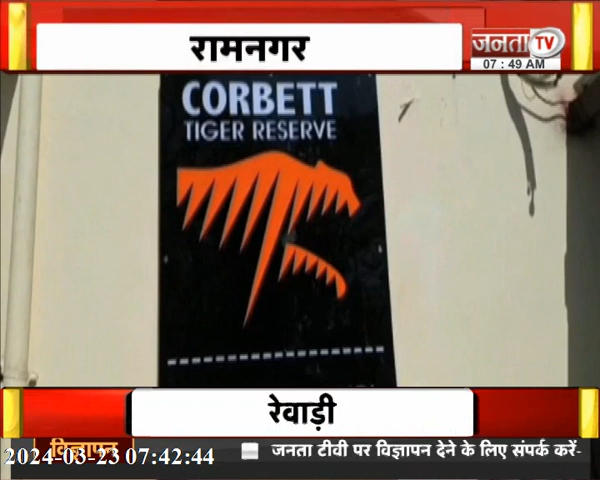 रामनगर
जनता TV
07 : 49 AM
CORBETT
TIGER RESERVE
रेवाड़ी
विज्ञापन
जनता टीवी पर विज्ञापन देने के लिए संपर्क करें-
2024-03-23 07:42:44